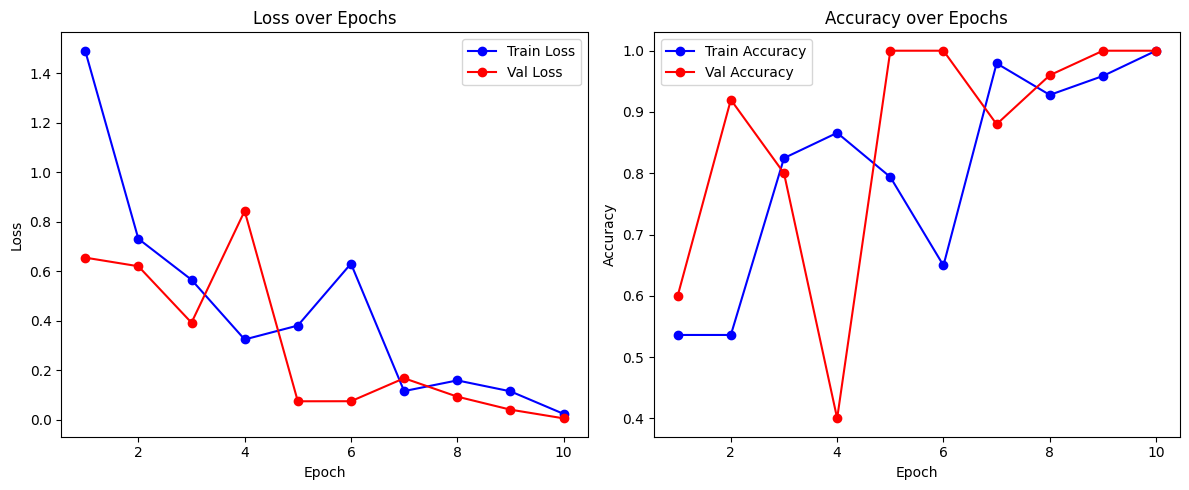 Loss over Epochs
Train Loss
Val Loss
1.4
1.2
1.0
0.8
0.6
0.4
0.2
0.0
Loss
2 4 6 8 10
Epoch
Accuracy over Epochs
Train Accuracy
Val Accuracy
1.0
0.9
0.8
0.7
0.6
0.5
0.4
Accuracy
2 4 6 8 10
Epoch